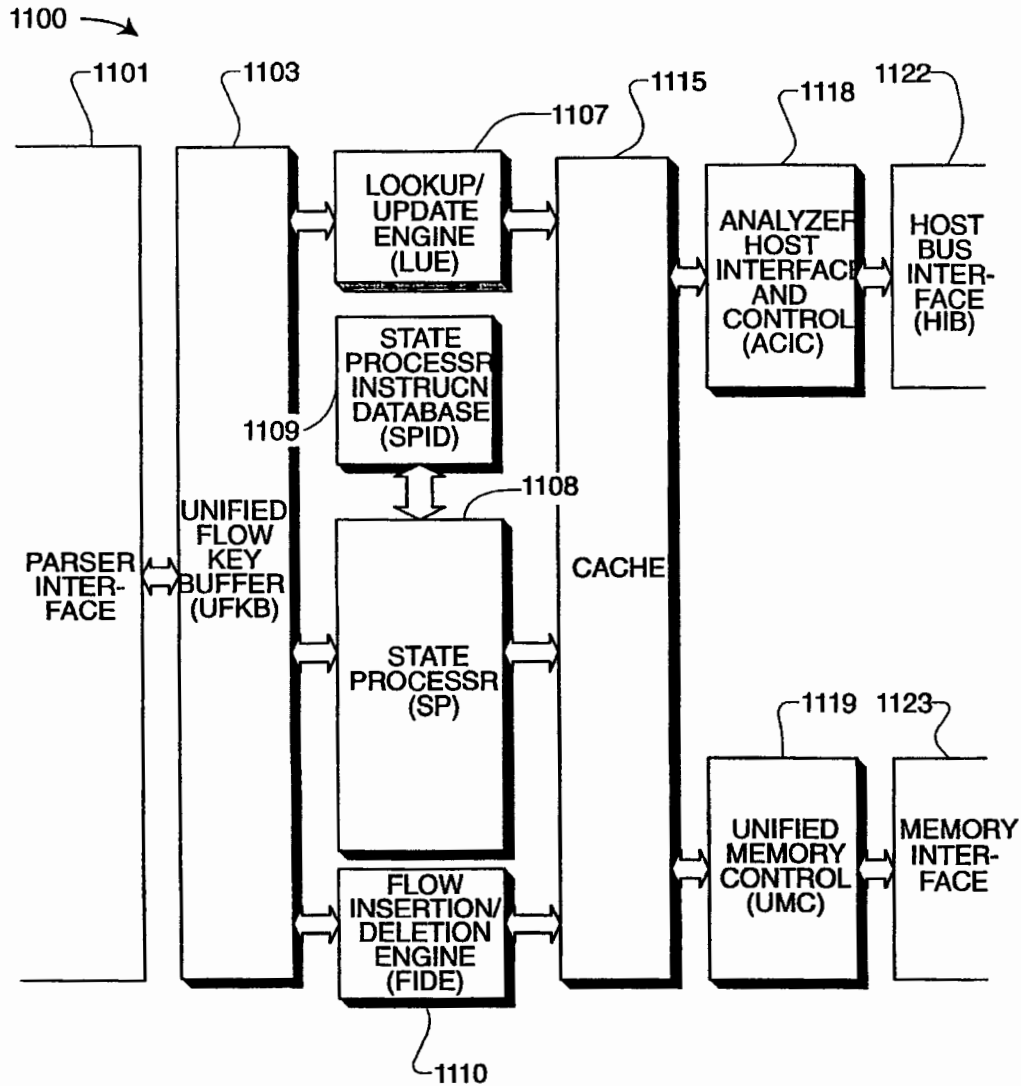 1100
1101
1103
1107
1115
1118
1122
LOOKUP/
UPDATE
ENGINE
(LUE)
ANALYZER
HOST
INTERFACE
AND
CONTROL
(ACIC)
HOST
BUS
INTER-
FACE
(HIB)
STATE
PROCESSR
INSTRUCN
DATABASE
(SPID)
1109
1108
UNIFIED
FLOW
KEY
BUFFER
(UFKB)
PARSER
INTER-
FACE
CACHE
STATE
PROCESSR
(SP)
1119
1123
UNIFIED
MEMORY
CONTROL
(UMC)
MEMORY
INTER-
FACE
FLOW
INSERTION/
DELETION
ENGINE
(FIDE)
1110